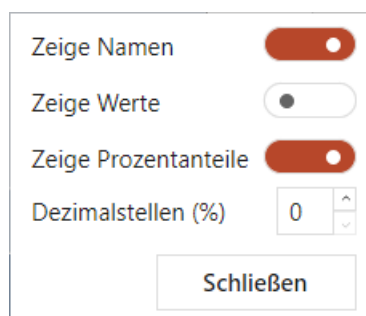 Zeige Namen
Zeige Werte
Zeige Prozentanteile
Dezimalstellen (%) 0
Schließen